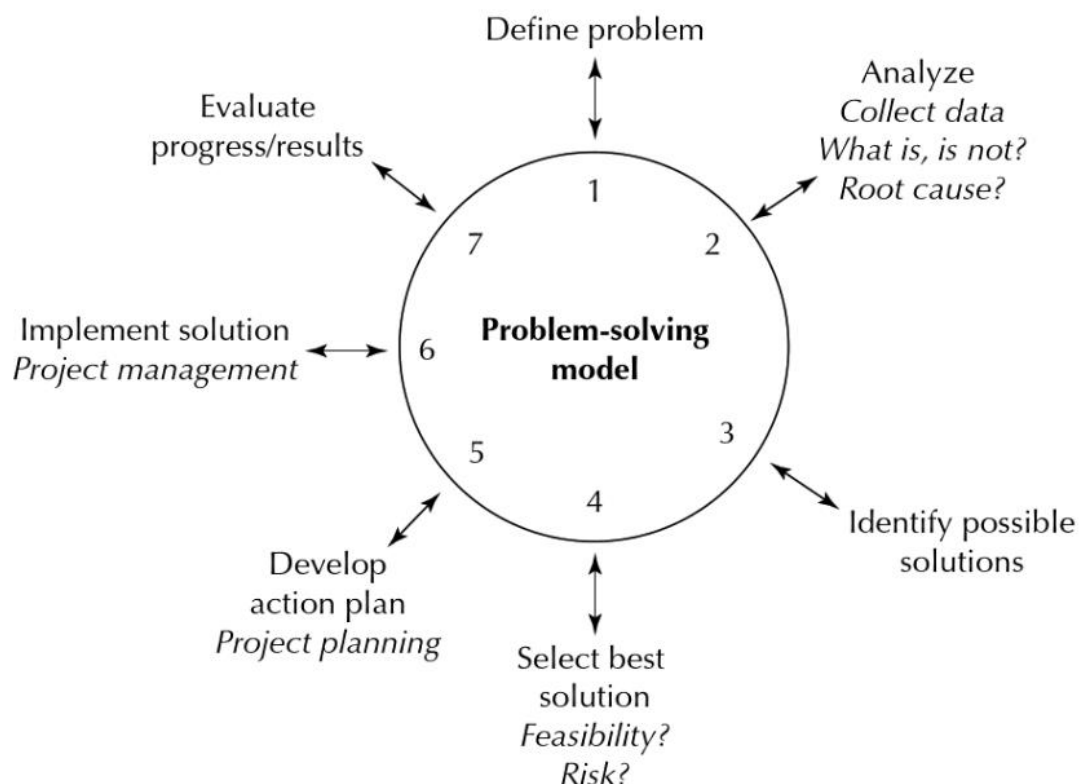 Define problem
1
Analyze
Collect data
What is, is not?
Root cause?
2
Identify possible
solutions
3
Select best
solution
Feasibility?
Risk?
4
Develop
action plan
Project planning
5
Implement solution
Project management
6
Evaluate
progress/results
7
Problem-solving
model